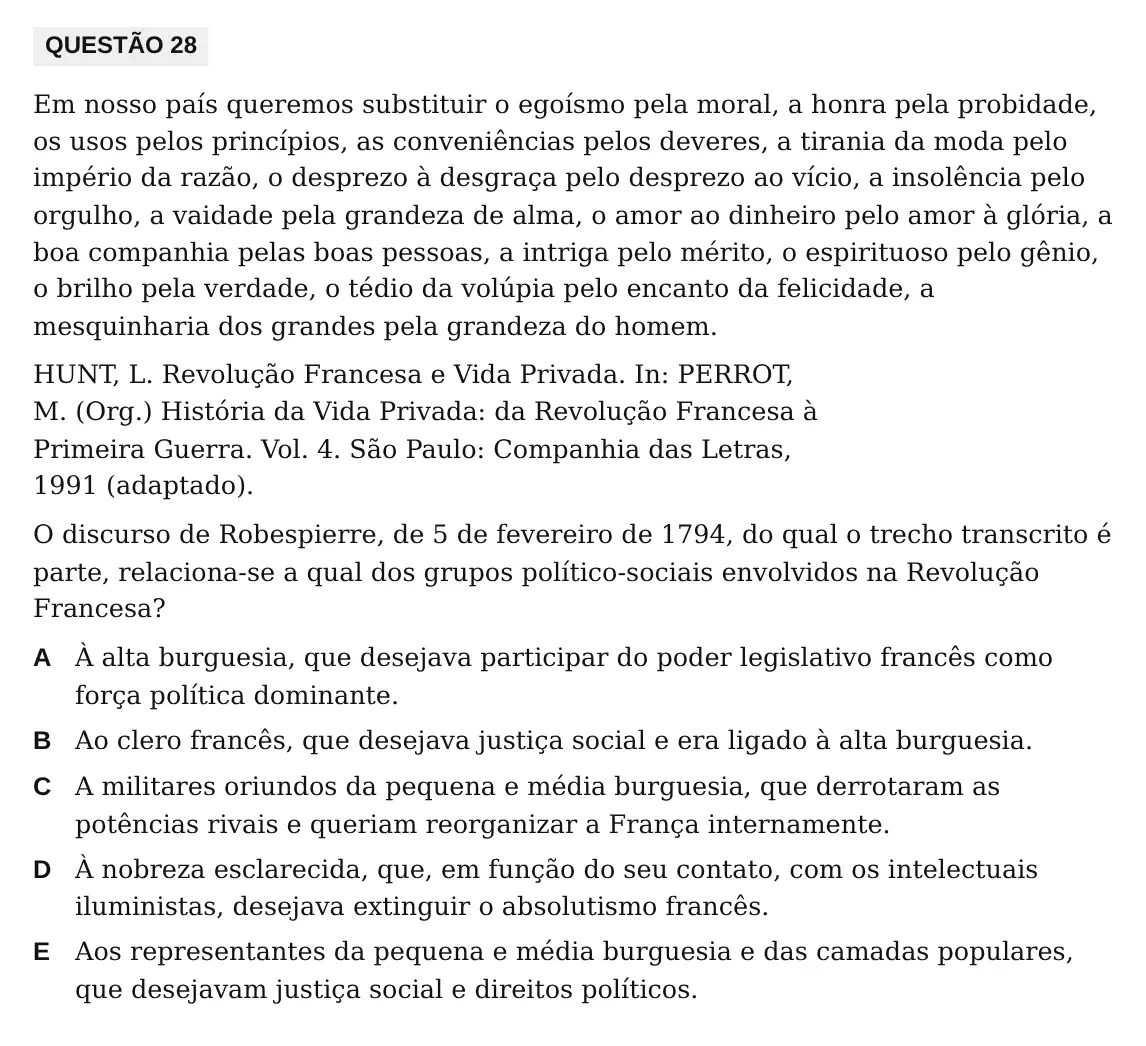 QUESTÃO 28
Em nosso país queremos substituir o egoísmo pela moral, a honra pela probidade,
os usos pelos princípios, as conveniências pelos deveres, a tirania da moda pelo
império da razão, o desprezo à desgraça pelo desprezo ao vício, a insolência pelo
orgulho, a vaidade pela grandeza de alma, o amor ao dinheiro pelo amor à glória, a
boa companhia pelas boas pessoas, a intriga pelo mérito, o espirituoso pelo gênio,
o brilho pela verdade, o tédio da volúpia pelo encanto da felicidade, a
mesquinharia dos grandes pela grandeza do homem.
HUNT, L. Revolução Francesa e Vida Privada. In: PERROT,
M. (Org.) História da Vida Privada: da Revolução Francesa à
Primeira Guerra. Vol. 4. São Paulo: Companhia das Letras,
1991 (adaptado).
O discurso de Robespierre, de 5 de fevereiro de 1794, do qual o trecho transcrito é
parte, relaciona-se a qual dos grupos político-sociais envolvidos na Revolução
Francesa?
A À alta burguesia, que desejava participar do poder legislativo francês como
força política dominante.
B Ao clero francês, que desejava justiça social e era ligado à alta burguesia.
C A militares oriundos da pequena e média burguesia, que derrotaram as
potências rivais e queriam reorganizar a França internamente.
D À nobreza esclarecida, que, em função do seu contato, com os intelectuais
iluministas, desejava extinguir o absolutismo francês.
E Aos representantes da pequena e média burguesia e das camadas populares,
que desejavam justiça social e direitos políticos.